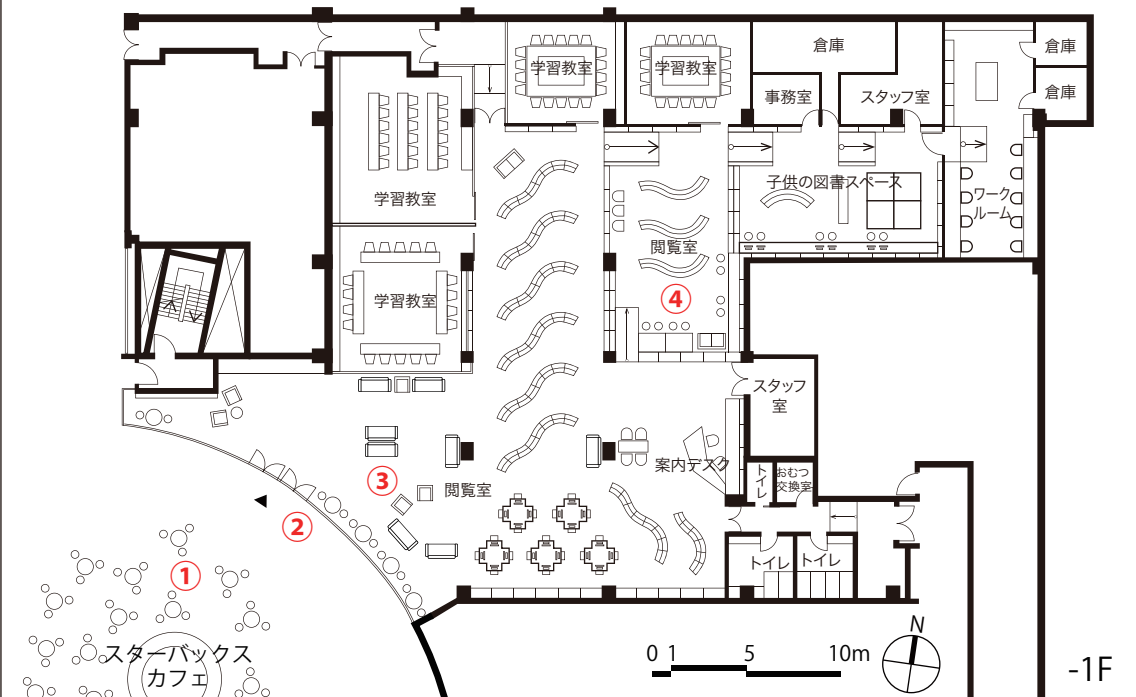 学習教室
学習教室
倉庫
倉庫
事務室
スタッフ室
倉庫
学習教室
子供の図書スペース
ワーク
ルーム
閲覧室
学習教室
④
スタッフ
室
案内デスク
トイレ
おむつ
交換室
③
閲覧室
②
①
トイレ
トイレ
スターバックス
カフェ
0 1 5 10m
N
-1F